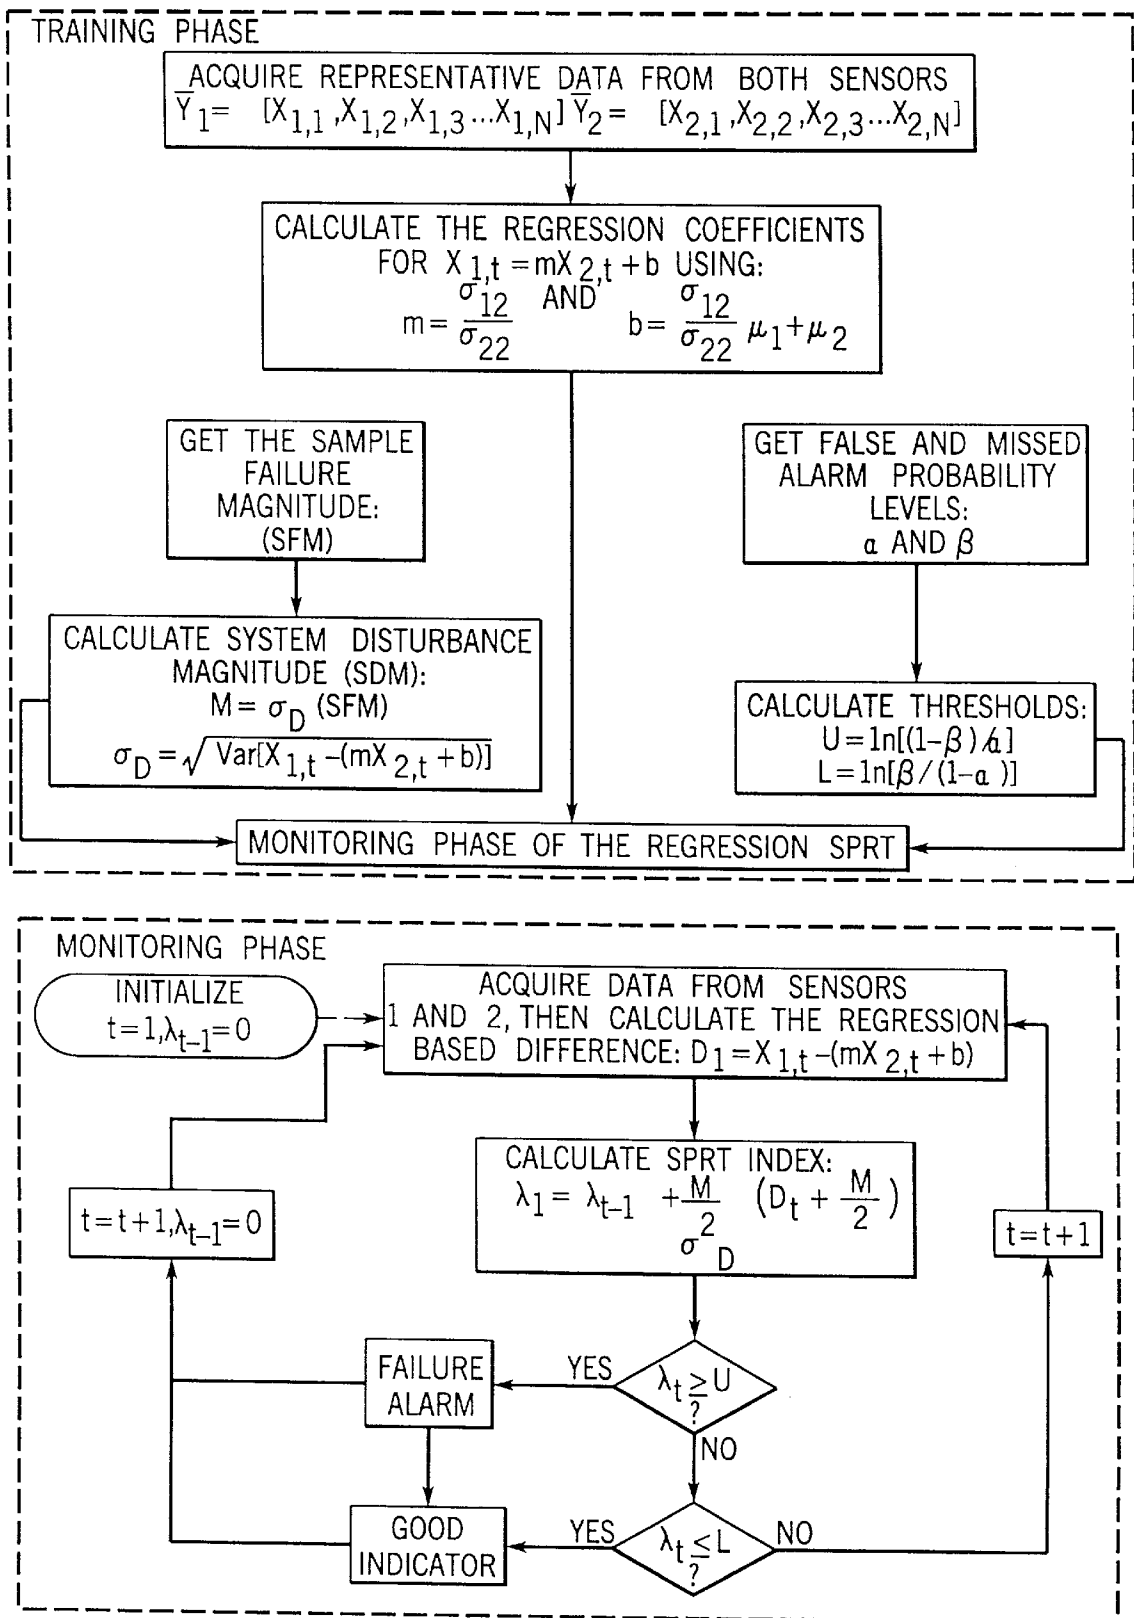 TRAINING PHASE
ACQUIRE REPRESENTATIVE DATA FROM BOTH SENSORS
Y̅₁= [X₁,₁,X₁,₂,X₁,₃...X₁,N] Y̅₂= [X₂,₁,X₂,₂,X₂,₃...X₂,N]
CALCULATE THE REGRESSION COEFFICIENTS
FOR X₁,t=mX₂,t+b USING:
m=σ₁₂/σ₂₂ AND b=σ₁₂/σ₂₂ μ₁+μ₂
GET THE SAMPLE
FAILURE
MAGNITUDE:
(SFM)
GET FALSE AND MISSED
ALARM PROBABILITY
LEVELS:
α AND β
CALCULATE SYSTEM DISTURBANCE
MAGNITUDE (SDM):
M=σ_D (SFM)
σ_D=√Var[X₁,t-(mX₂,t+b)]
CALCULATE THRESHOLDS:
U=ln[(1-β)/α]
L=ln[β/(1-α)]
MONITORING PHASE OF THE REGRESSION SPRT
MONITORING PHASE
INITIALIZE
t=1,λt-1=0
ACQUIRE DATA FROM SENSORS
1 AND 2, THEN CALCULATE THE REGRESSION
BASED DIFFERENCE: D₁=X₁,t-(mX₂,t+b)
CALCULATE SPRT INDEX:
λ₁=λt-1 +M/σ²_D (Dt+M/2)
t=t+1,λt-1=0
t=t+1
FAILURE
ALARM
YES
λt≥U
?
NO
GOOD
INDICATOR
YES
λt≤L
?
NO